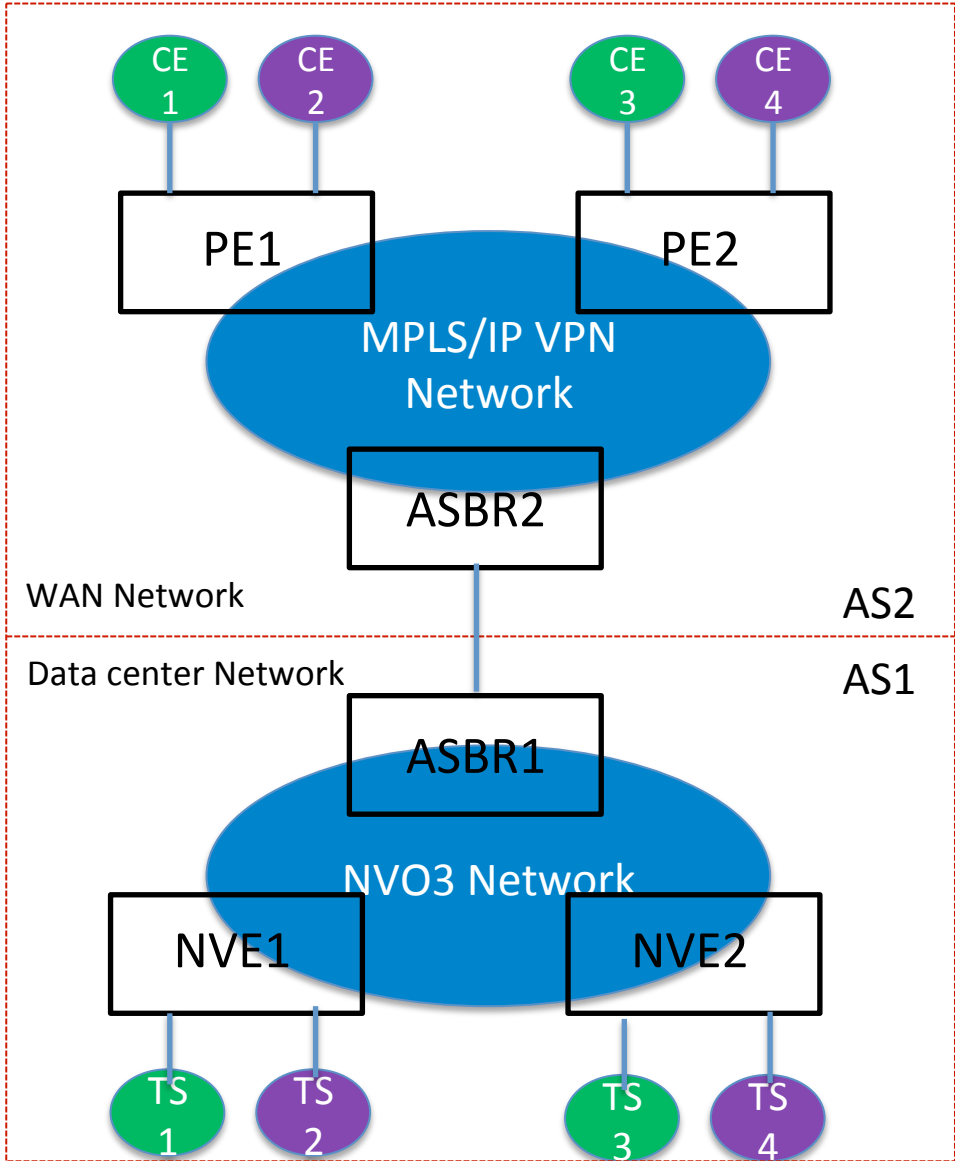 CE
1
CE
2
CE
3
CE
4
PE1
PE2
MPLS/IP VPN
Network
ASBR2
WAN Network
AS2
Data center Network
AS1
ASBR1
NVO3 Network
NVE1
NVE2
TS
1
TS
2
TS
3
TS
4